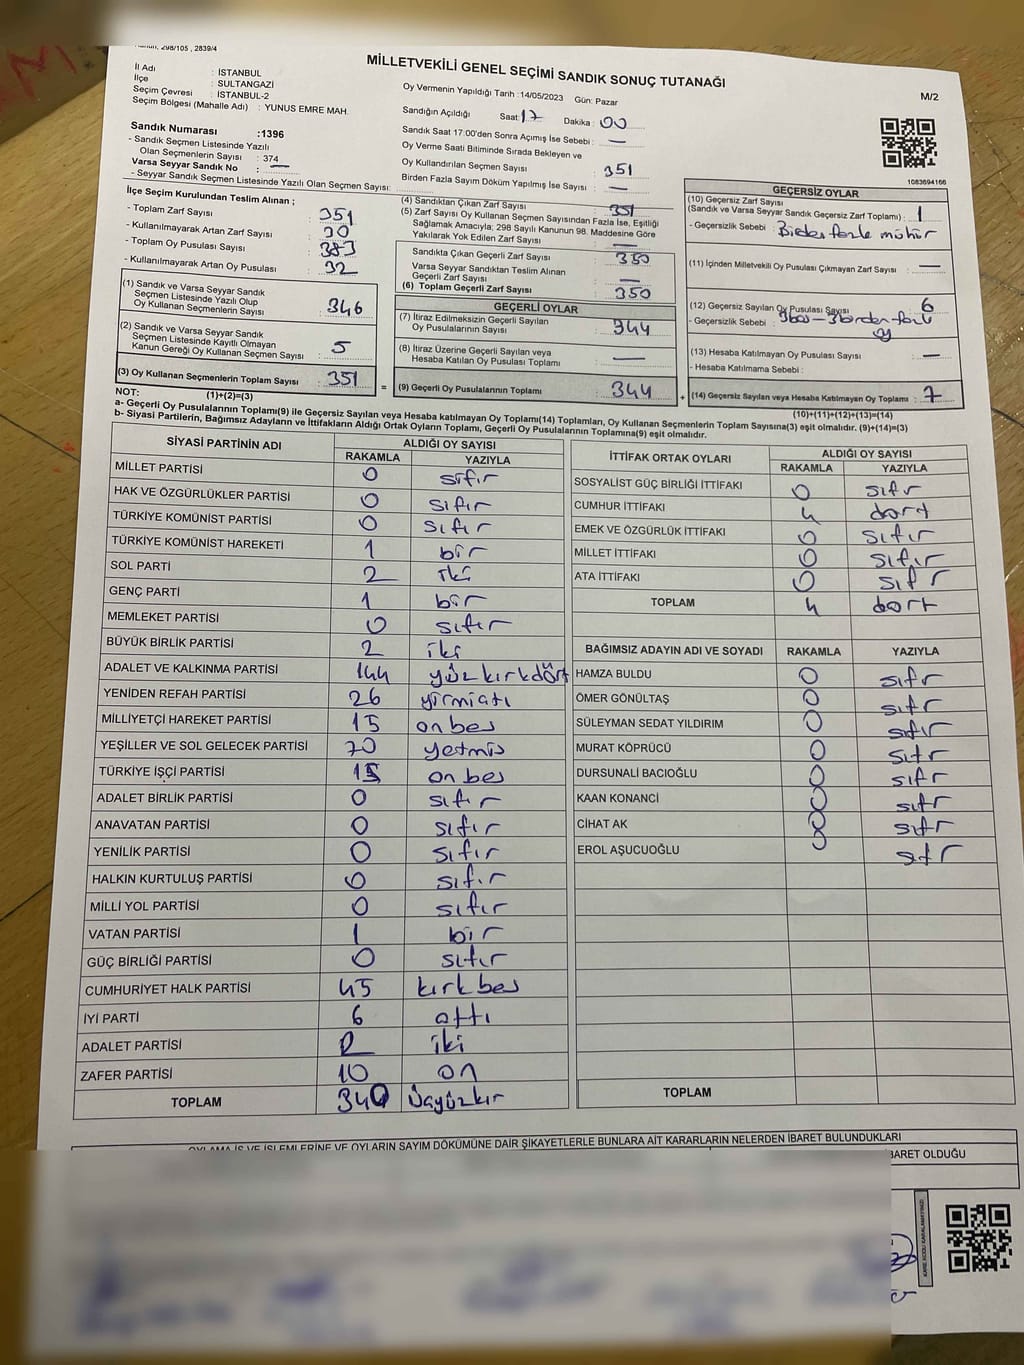 Kanun, 298/105 , 2839/4
MİLLETVEKİLİ GENEL SEÇİMİ SANDIK SONUÇ TUTANAĞI
M/2
İl Adı : İSTANBUL
İlçe : SULTANGAZİ
Seçim Çevresi : İSTANBUL-2
Seçim Bölgesi (Mahalle Adı) : YUNUS EMRE MAH.
Sandık Numarası :1396
- Sandık Seçmen Listesinde Yazılı
Olan Seçmenlerin Sayısı : 374
Varsa Seyyar Sandık No : —
- Seyyar Sandık Seçmen Listesinde Yazılı Olan Seçmen Sayısı:
Oy Vermenin Yapıldığı Tarih :14/05/2023 Gün: Pazar
Sandığın Açıldığı Saat: 17 Dakika : 00
Sandık Saat 17:00'den Sonra Açımış İse Sebebi : —
Oy Verme Saati Bitiminde Sırada Bekleyen ve
Oy Kullandırılan Seçmen Sayısı : 351
Birden Fazla Sayım Döküm Yapılmış İse Sayısı : —
1083694166
İlçe Seçim Kurulundan Teslim Alınan ;
- Toplam Zarf Sayısı : 351
- Kullanılmayarak Artan Zarf Sayısı : 30
- Toplam Oy Pusulası Sayısı : 383
- Kullanılmayarak Artan Oy Pusulası : 32
(1) Sandık ve Varsa Seyyar Sandık
Seçmen Listesinde Yazılı Olup
Oy Kullanan Seçmenlerin Sayısı : 346
(2) Sandık ve Varsa Seyyar Sandık
Seçmen Listesinde Kayıtlı Olmayan
Kanun Gereği Oy Kullanan Seçmen Sayısı : 5
(3) Oy Kullanan Seçmenlerin Toplam Sayısı : 351
(4) Sandıktan Çıkan Zarf Sayısı : 351
(5) Zarf Sayısı Oy Kullanan Seçmen Sayısından Fazla İse, Eşitliği
Sağlamak Amacıyla; 298 Sayılı Kanunun 98. Maddesine Göre
Yakılarak Yok Edilen Zarf Sayısı : —
Sandıkta Çıkan Geçerli Zarf Sayısı : 350
Varsa Seyyar Sandıktan Teslim Alınan
Geçerli Zarf Sayısı : —
(6) Toplam Geçerli Zarf Sayısı : 350
GEÇERLİ OYLAR
(7) İtiraz Edilmeksizin Geçerli Sayılan
Oy Pusulalarının Sayısı : 344
(8) İtiraz Üzerine Geçerli Sayılan veya
Hesaba Katılan Oy Pusulası Toplamı : —
= (9) Geçerli Oy Pusulalarının Toplamı : 344
GEÇERSİZ OYLAR
(10) Geçersiz Zarf Sayısı
(Sandık ve Varsa Seyyar Sandık Geçersiz Zarf Toplamı) : 1
- Geçersizlik Sebebi : Birden fazla mühür
(11) İçinden Milletvekili Oy Pusulası Çıkmayan Zarf Sayısı : —
(12) Geçersiz Sayılan Oy Pusulası Sayısı : 6
- Geçersizlik Sebebi : 3boş — 3birden fazla
oy
(13) Hesaba Katılmayan Oy Pusulası Sayısı : —
- Hesaba Katılmama Sebebi :
+ (14) Geçersiz Sayılan veya Hesaba Katılmayan Oy Toplamı : 7
NOT: (1)+(2)=(3) (10)+(11)+(12)+(13)=(14)
a- Geçerli Oy Pusulalarının Toplamı(9) ile Geçersiz Sayılan veya Hesaba katılmayan Oy Toplamı(14) Toplamları, Oy Kullanan Seçmenlerin Toplam Sayısına(3) eşit olmalıdır. (9)+(14)=(3)
b- Siyasi Partilerin, Bağımsız Adayların ve İttifakların Aldığı Ortak Oyların Toplamı, Geçerli Oy Pusulalarının Toplamına(9) eşit olmalıdır.
SİYASİ PARTİNİN ADI ALDIĞI OY SAYISI
RAKAMLA YAZIYLA
MİLLET PARTİSİ 0 sıfır
HAK VE ÖZGÜRLÜKLER PARTİSİ 0 sıfır
TÜRKİYE KOMÜNİST PARTİSİ 0 sıfır
TÜRKİYE KOMÜNİST HAREKETİ 1 bir
SOL PARTİ 2 iki
GENÇ PARTİ 1 bir
MEMLEKET PARTİSİ 0 sıfır
BÜYÜK BİRLİK PARTİSİ 2 iki
ADALET VE KALKINMA PARTİSİ 144 yüzkırkdört
YENİDEN REFAH PARTİSİ 26 yirmialtı
MİLLİYETÇİ HAREKET PARTİSİ 15 onbeş
YEŞİLLER VE SOL GELECEK PARTİSİ 70 yetmiş
TÜRKİYE İŞÇİ PARTİSİ 15 onbeş
ADALET BİRLİK PARTİSİ 0 sıfır
ANAVATAN PARTİSİ 0 sıfır
YENİLİK PARTİSİ 0 sıfır
HALKIN KURTULUŞ PARTİSİ 0 sıfır
MİLLİ YOL PARTİSİ 0 sıfır
VATAN PARTİSİ 1 bir
GÜÇ BİRLİĞİ PARTİSİ 0 sıfır
CUMHURİYET HALK PARTİSİ 45 kırkbeş
İYİ PARTİ 6 altı
ADALET PARTİSİ 2 iki
ZAFER PARTİSİ 10 on
TOPLAM 340 üçyüzkır
İTTİFAK ORTAK OYLARI ALDIĞI OY SAYISI
RAKAMLA YAZIYLA
SOSYALİST GÜÇ BİRLİĞİ İTTİFAKI 0 sıfır
CUMHUR İTTİFAKI 4 dört
EMEK VE ÖZGÜRLÜK İTTİFAKI 0 sıfır
MİLLET İTTİFAKI 0 sıfır
ATA İTTİFAKI 0 sıfır
TOPLAM 4 dört
BAĞIMSIZ ADAYIN ADI VE SOYADI RAKAMLA YAZIYLA
HAMZA BULDU 0 sıfır
ÖMER GÖNÜLTAŞ 0 sıfır
SÜLEYMAN SEDAT YILDIRIM 0 sıfır
MURAT KÖPRÜCÜ 0 sıfır
DURSUNALİ BACIOĞLU 0 sıfır
KAAN KONANCİ 0 sıfır
CİHAT AK 0 sıfır
EROL AŞUCUOĞLU 0 sıfır
TOPLAM
OYLAMA İŞ VE İŞLEMLERİNE VE OYLARIN SAYIM DÖKÜMÜNE DAİR ŞİKAYETLERLE BUNLARA AİT KARARLARIN NELERDEN İBARET BULUNDUKLARI
BARET OLDUĞU